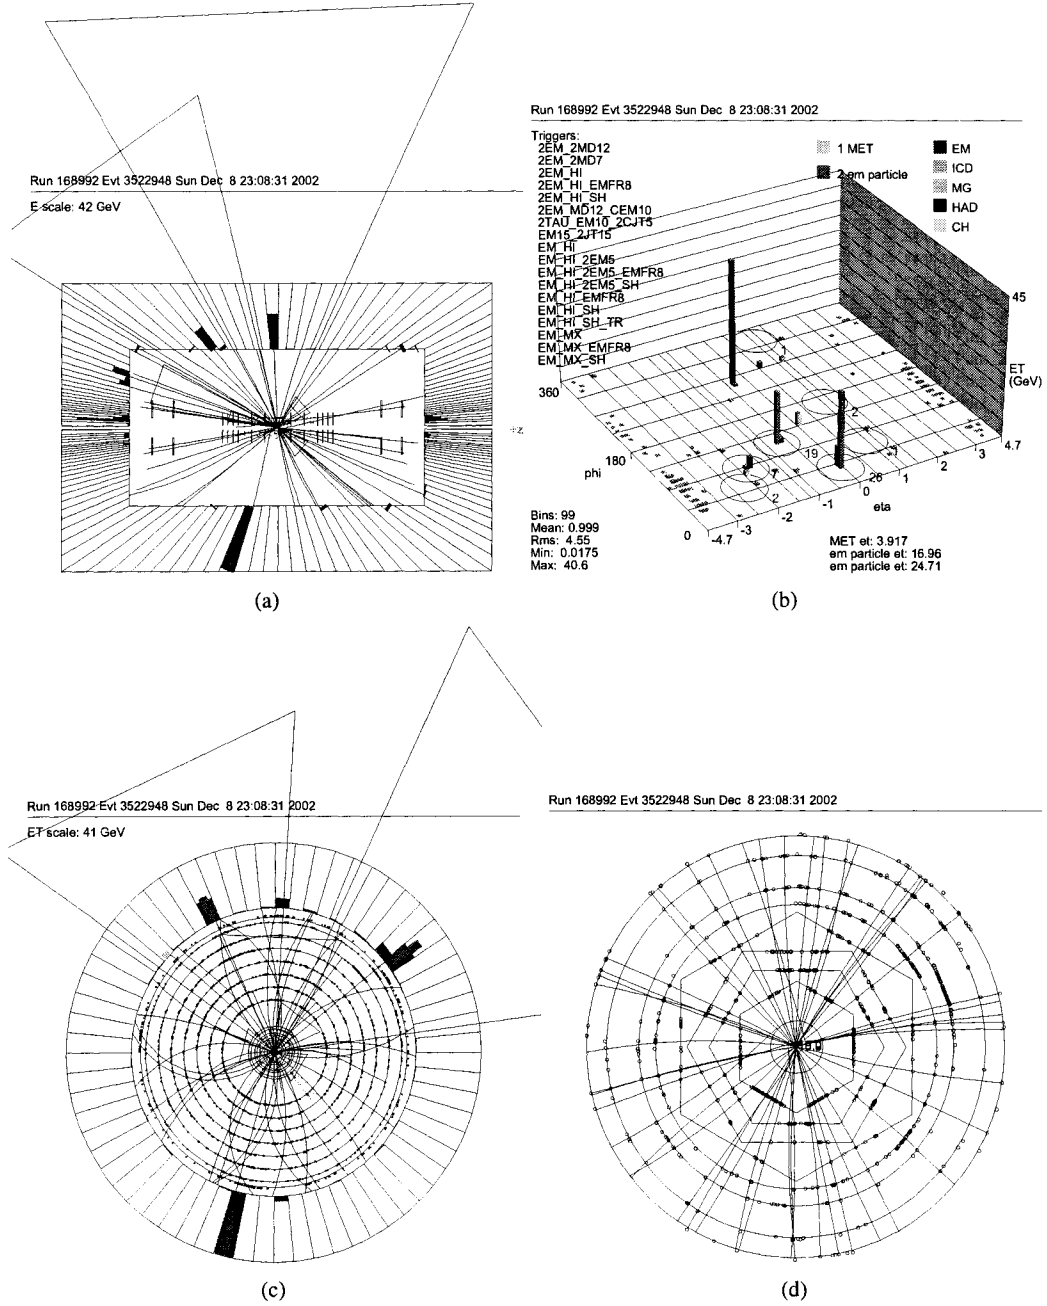 Run 168992 Evt 3522948 Sun Dec 8 23:08:31 2002
E scale: 42 GeV
+z
(a)
Run 168992 Evt 3522948 Sun Dec 8 23:08:31 2002
Triggers:
2EM_2MD12
2EM_2MD7
2EM_HI
2EM_HI_EMFR8
2EM_HI_SH
2EM_MD12_CEM10
2TAU_EM10_2CJT5
EM15_2JT15
EM_HI
EM_HI_2EM5
EM_HI_2EM5_EMFR8
EM_HI_2EM5_SH
EM_HI_EMFR8
EM_HI_SH
EM_HI_SH_TR
EM_MX
EM_MX_EMFR8
EM_MX_SH
1 MET
2 em particle
EM
ICD
MG
HAD
CH
45
ET
(GeV)
4.7
3
2
1
0
-1
-2
-3
-4.7
eta
360
180
0
phi
2
19
26
2
Bins: 99
Mean: 0.999
Rms: 4.55
Min: 0.0175
Max: 40.6
MET et: 3.917
em particle et: 16.96
em particle et: 24.71
(b)
Run 168992 Evt 3522948 Sun Dec 8 23:08:31 2002
ET scale: 41 GeV
(c)
Run 168992 Evt 3522948 Sun Dec 8 23:08:31 2002
(d)